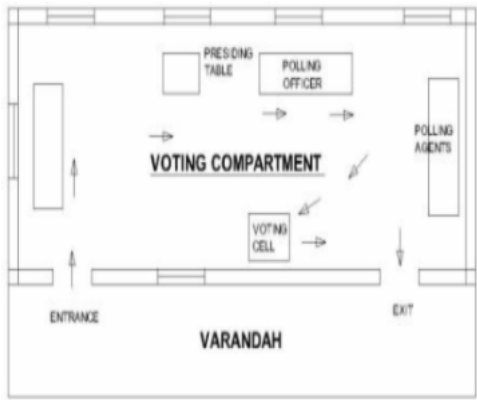 PRESIDING
TABLE
POLLING
OFFICER
POLLING
AGENTS
VOTING COMPARTMENT
VOTING
CELL
ENTRANCE
EXIT
VARANDAH